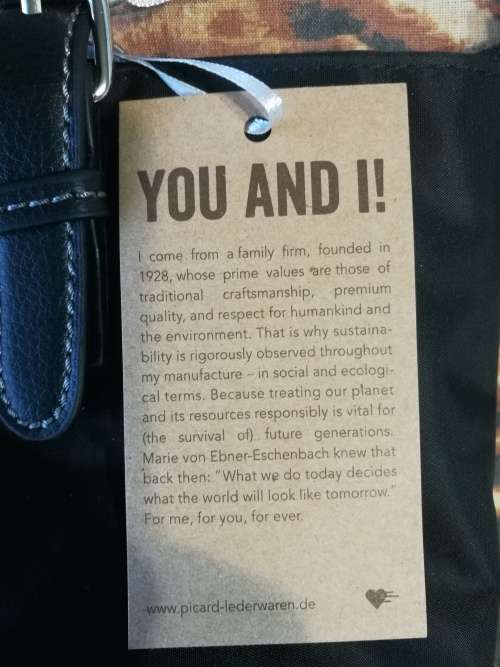 YOU AND I!
I come from a family firm, founded in
1928, whose prime values are those of
traditional craftsmanship, premium
quality, and respect for humankind and
the environment. That is why sustaina-
bility is rigorously observed throughout
my manufacture – in social and ecologi-
cal terms. Because treating our planet
and its resources responsibly is vital for
(the survival of) future generations.
Marie von Ebner-Eschenbach knew that
back then: “What we do today decides
what the world will look like tomorrow.”
For me, for you, for ever.
www.picard-lederwaren.de